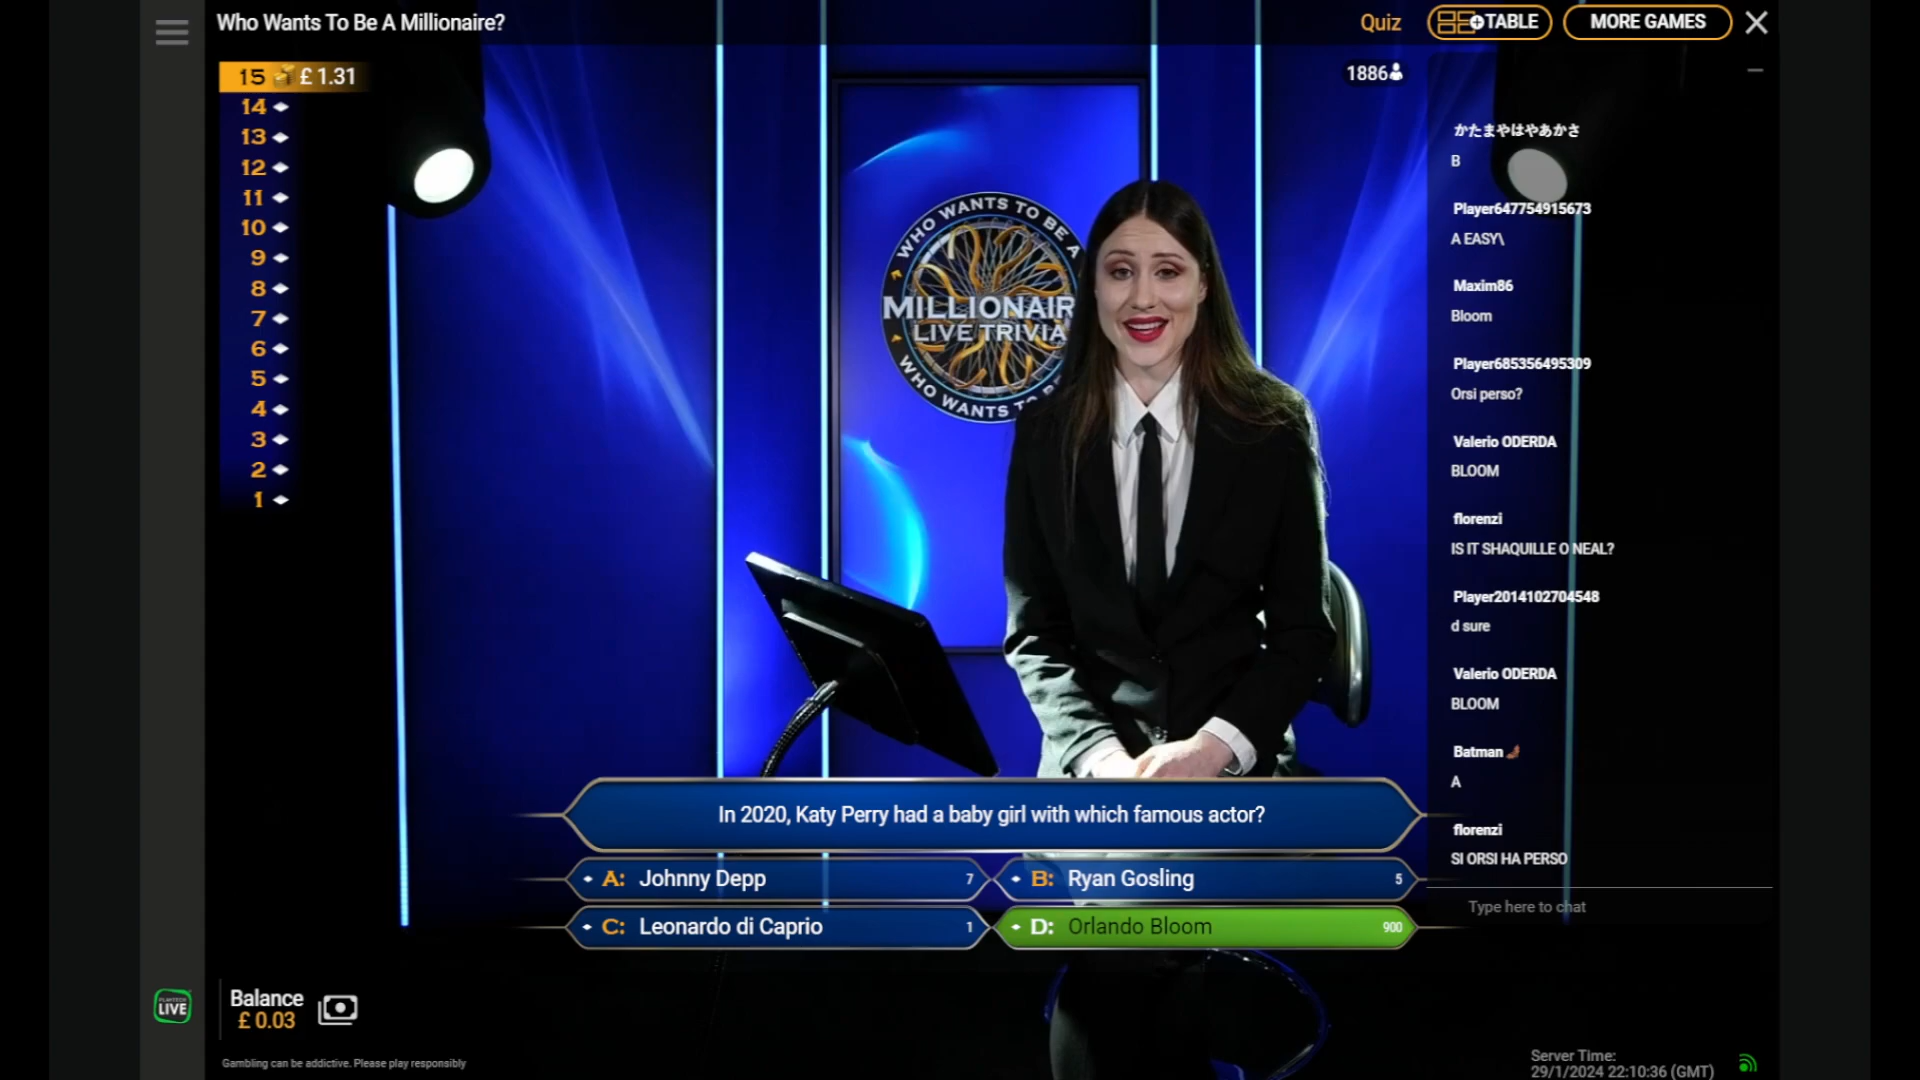 Who Wants To Be A Millionaire?
Quiz
TABLE
MORE GAMES
15 £ 1.31
14
13
12
11
10
9
8
7
6
5
4
3
2
1
1886
WHO WANTS TO BE A
MILLIONAIR
LIVE TRIVIA
WHO WANTS TO BE
かたまやはやあかさ
B
Player647754915673
A EASY\
Maxim86
Bloom
Player685356495309
Orsi perso?
Valerio ODERDA
BLOOM
florenzi
IS IT SHAQUILLE O NEAL?
Player2014102704548
d sure
Valerio ODERDA
BLOOM
Batman
A
florenzi
SI ORSI HA PERSO
Type here to chat
In 2020, Katy Perry had a baby girl with which famous actor?
A: Johnny Depp 7
B: Ryan Gosling 5
C: Leonardo di Caprio 1
D: Orlando Bloom 900
PLAYTECH
LIVE
Balance
£ 0.03
Gambling can be addictive. Please play responsibly
Server Time:
29/1/2024 22:10:36 (GMT)